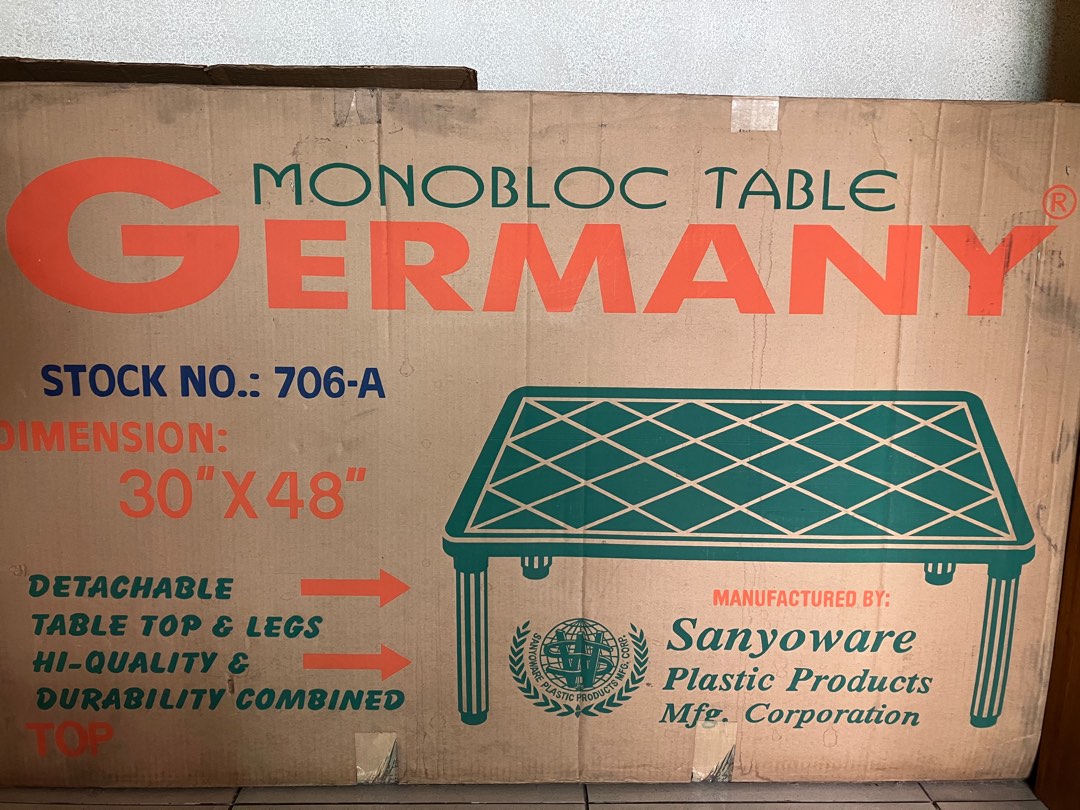 MONOBLOC TABLE
GERMANY®
STOCK NO.: 706-A
DIMENSION:
30"X48"
DETACHABLE
TABLE TOP & LEGS
HI-QUALITY &
DURABILITY COMBINED
TOP
MANUFACTURED BY:
Sanyoware
Plastic Products
Mfg. Corporation
SANYOWARE PLASTIC PRODUCTS MFG. CORP.